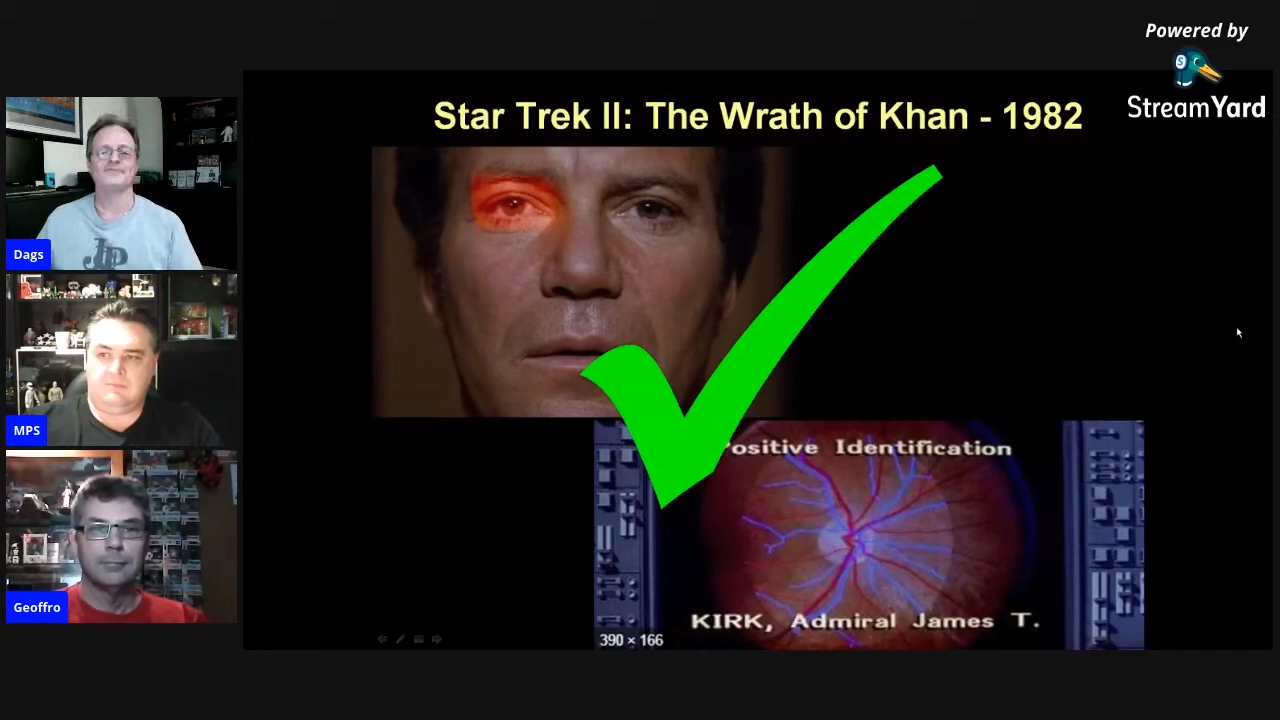 Powered by
StreamYard
Star Trek II: The Wrath of Khan - 1982
Dags
MPS
Geoffro
ositive Identification
KIRK, Admiral James T.
390 × 166